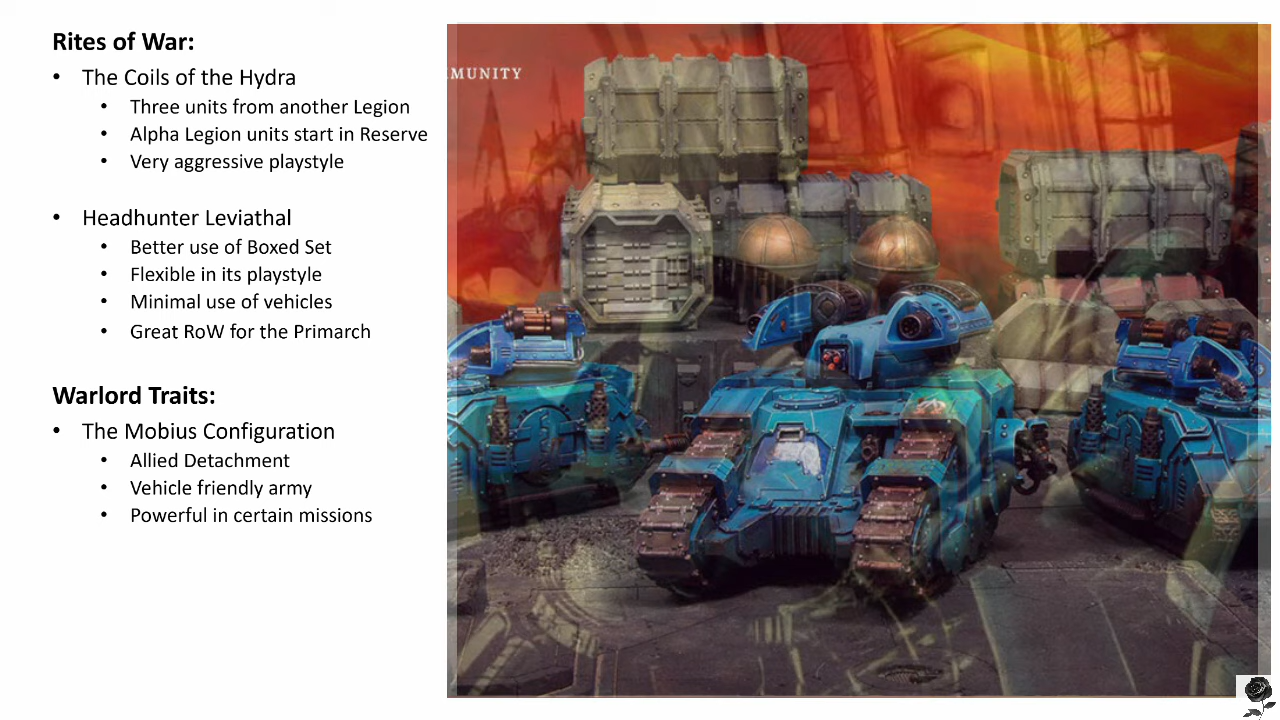 Rites of War:
• The Coils of the Hydra
• Three units from another Legion
• Alpha Legion units start in Reserve
• Very aggressive playstyle
• Headhunter Leviathal
• Better use of Boxed Set
• Flexible in its playstyle
• Minimal use of vehicles
• Great RoW for the Primarch
Warlord Traits:
• The Mobius Configuration
• Allied Detachment
• Vehicle friendly army
• Powerful in certain missions
MUNITY